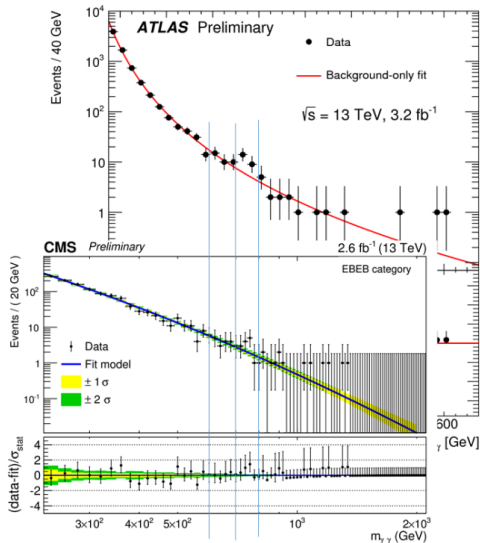 ATLAS Preliminary
Events / 40 GeV
10⁴
10³
10²
10
1
Data
Background-only fit
√s = 13 TeV, 3.2 fb⁻¹
CMS Preliminary 2.6 fb⁻¹ (13 TeV)
EBEB category
Events / ( 20 GeV )
10²
10
1
10⁻¹
Data
Fit model
± 1 σ
± 2 σ
600
γ [GeV]
(data-fit)/σstat
4
2
0
-2
-4
3×10² 4×10² 5×10² 10³ 2×10³
mγγ (GeV)